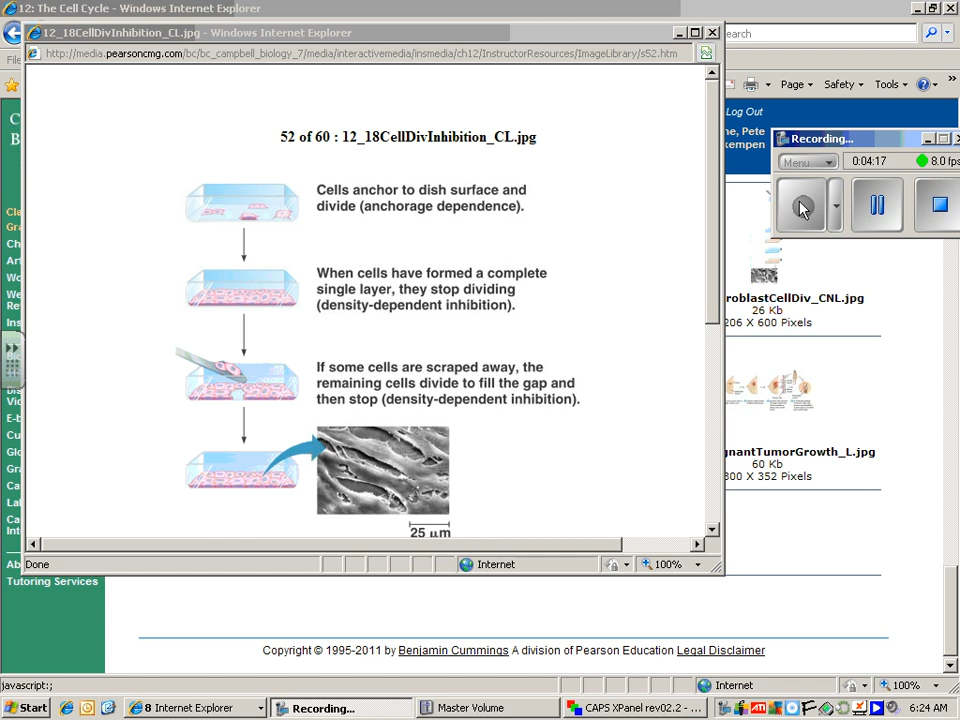 12: The Cell Cycle - Windows Internet Explorer
12_18CellDivInhibition_CL.jpg - Windows Internet Explorer
http://media.pearsoncmg.com/bc/bc_campbell_biology_7/media/interactivemedia/insmedia/ch12/InstructorResources/ImageLibrary/s52.htm
search
Page
Safety
Tools
Log Out
Pete
kempen
Recording...
Menu
0:04:17
8.0 fps
52 of 60 : 12_18CellDivInhibition_CL.jpg
Cells anchor to dish surface and
divide (anchorage dependence).
When cells have formed a complete
single layer, they stop dividing
(density-dependent inhibition).
If some cells are scraped away, the
remaining cells divide to fill the gap and
then stop (density-dependent inhibition).
25 µm
roblastCellDiv_CNL.jpg
26 Kb
206 X 600 Pixels
gnantTumorGrowth_L.jpg
60 Kb
800 X 352 Pixels
Done
Internet
100%
Tutoring Services
Copyright © 1995-2011 by Benjamin Cummings A division of Pearson Education Legal Disclaimer
javascript:;
Internet
100%
Start
8 Internet Explorer
Recording...
Master Volume
CAPS XPanel rev02.2 - ...
6:24 AM